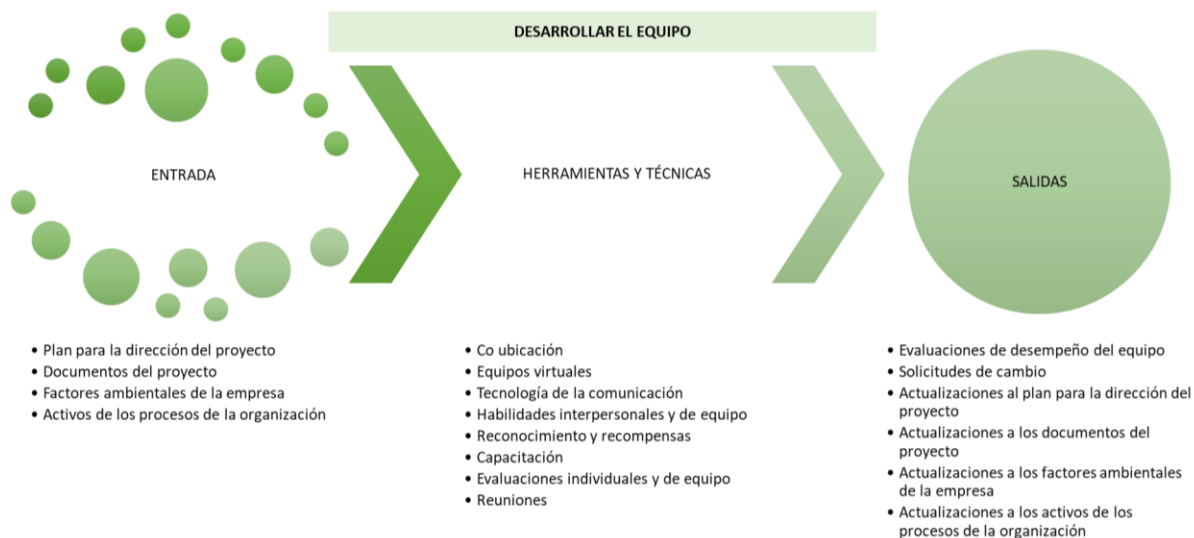 DESARROLLAR EL EQUIPO
ENTRADA
HERRAMIENTAS Y TÉCNICAS
SALIDAS
• Plan para la dirección del proyecto
• Documentos del proyecto
• Factores ambientales de la empresa
• Activos de los procesos de la organización
• Co ubicación
• Equipos virtuales
• Tecnología de la comunicación
• Habilidades interpersonales y de equipo
• Reconocimiento y recompensas
• Capacitación
• Evaluaciones individuales y de equipo
• Reuniones
• Evaluaciones de desempeño del equipo
• Solicitudes de cambio
• Actualizaciones al plan para la dirección del
proyecto
• Actualizaciones a los documentos del
proyecto
• Actualizaciones a los factores ambientales
de la empresa
• Actualizaciones a los activos de los
procesos de la organización